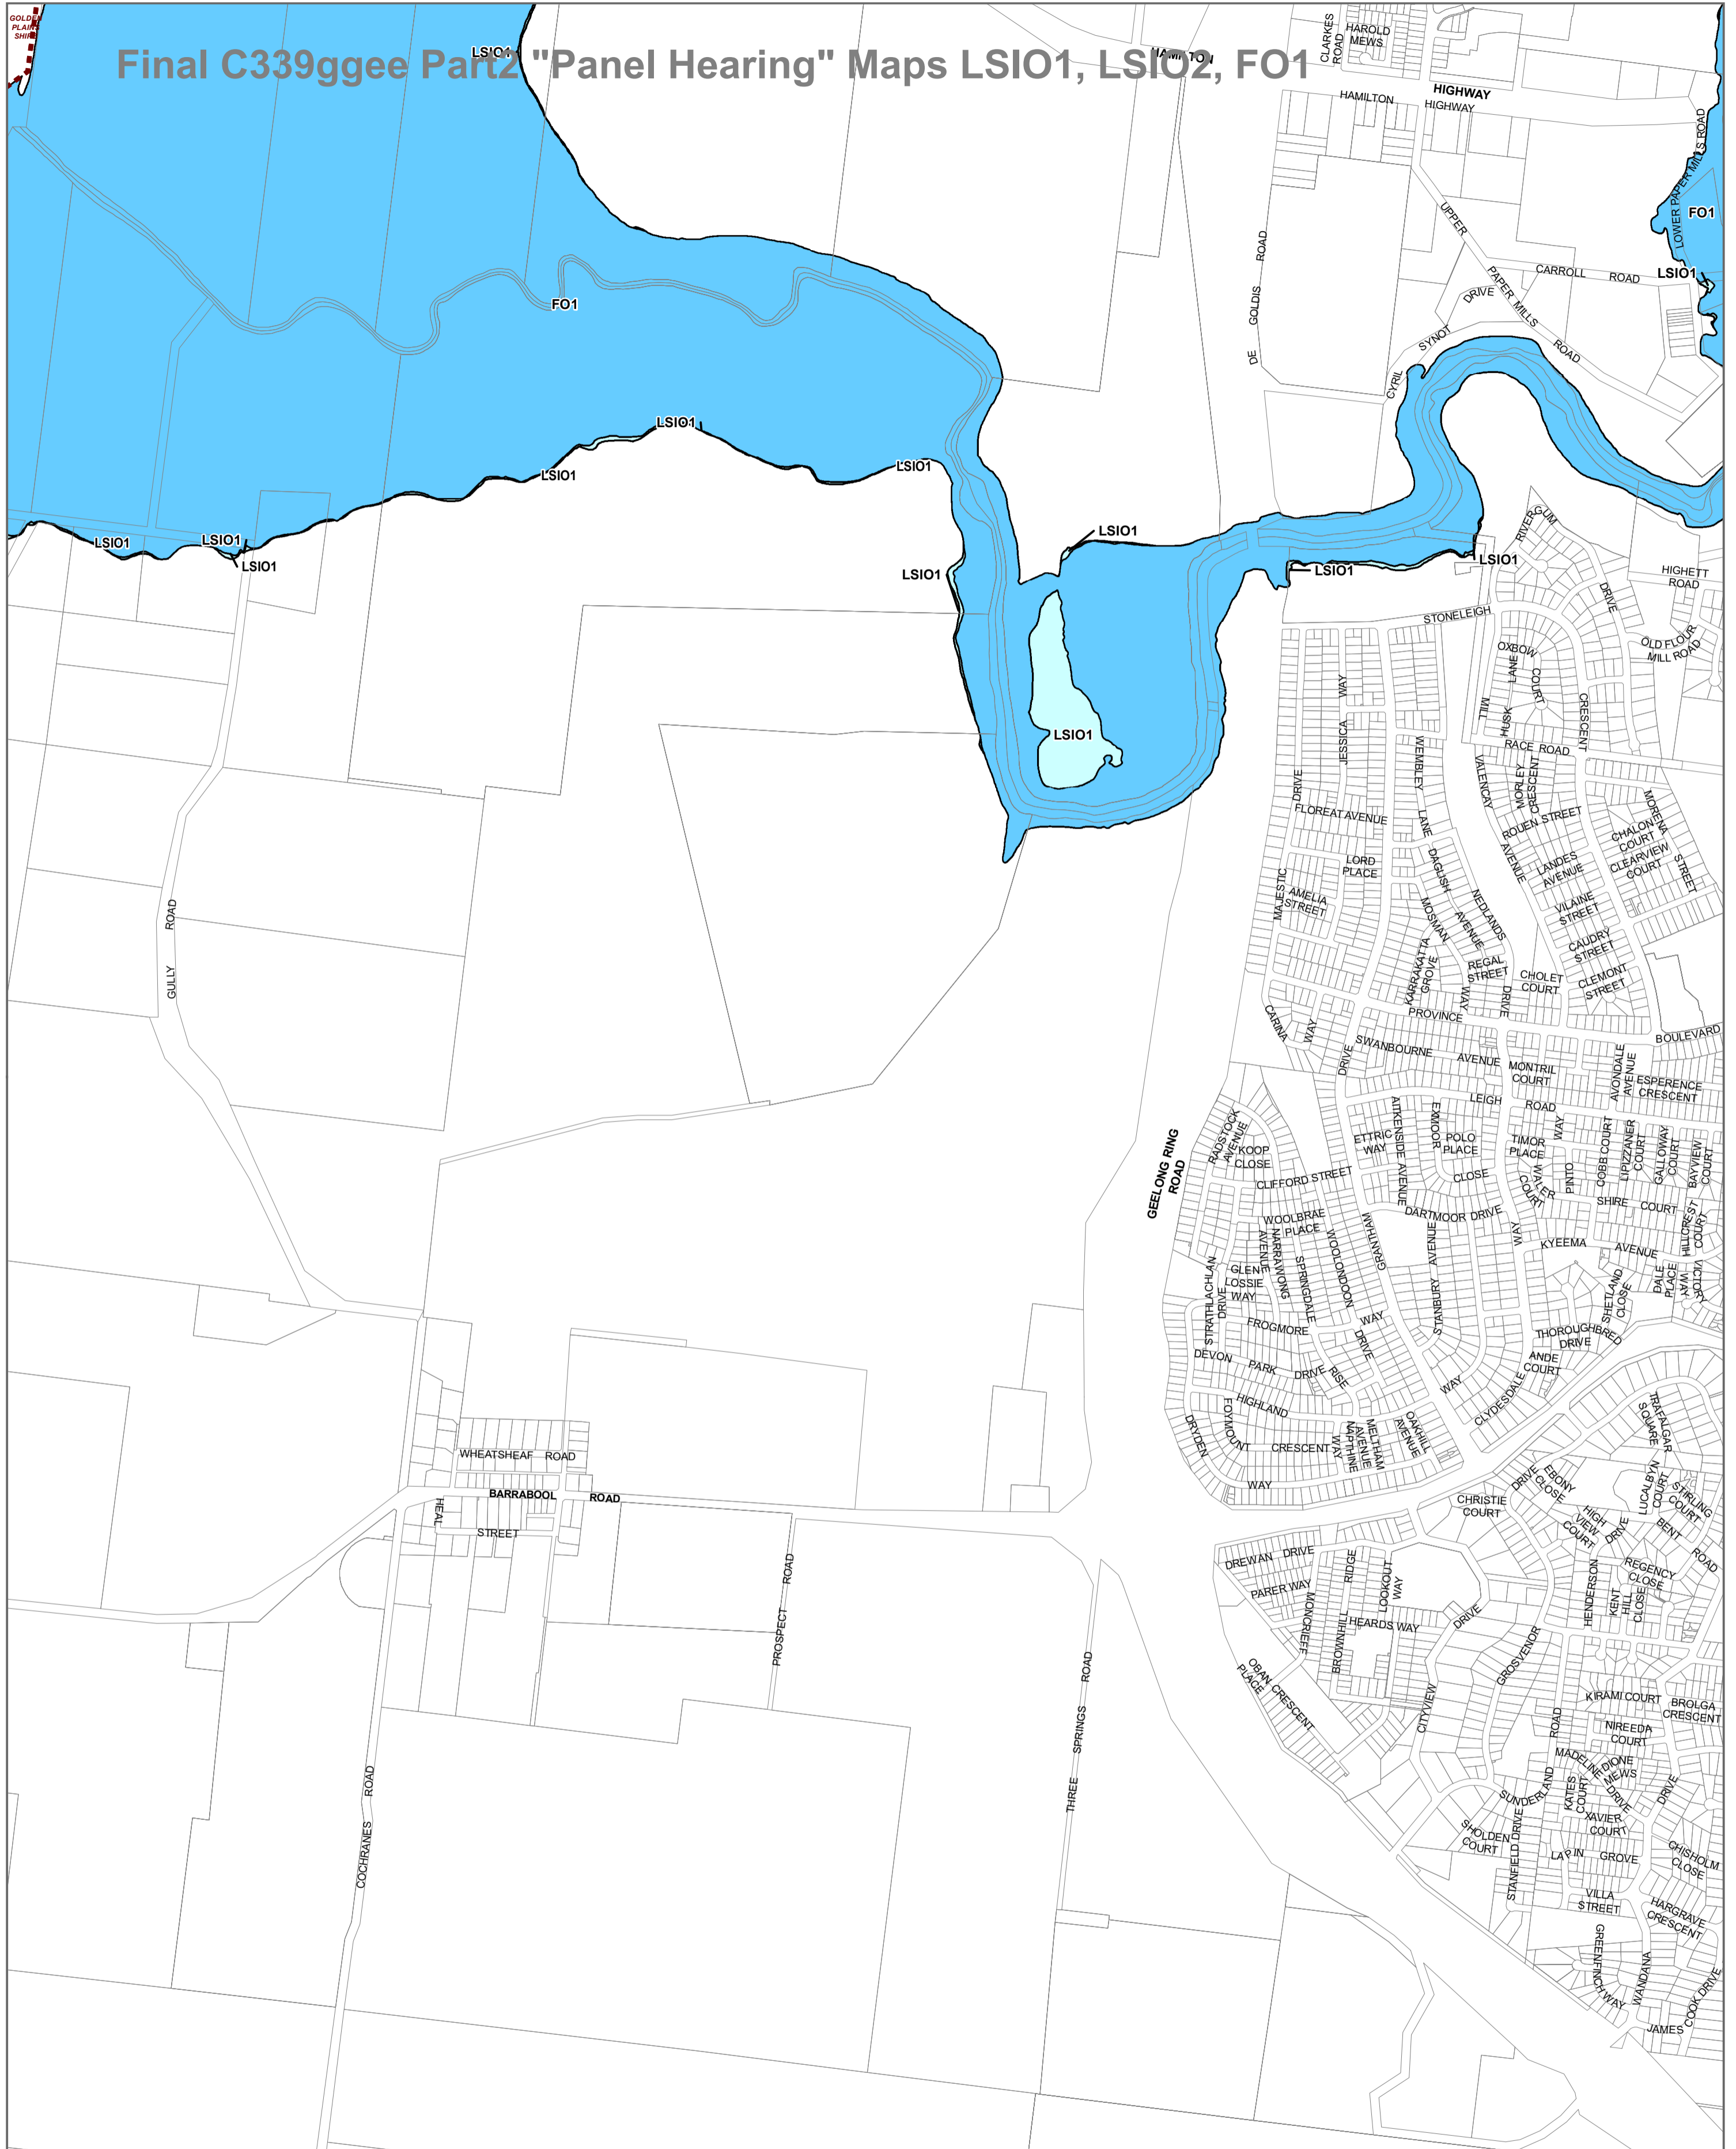 GOLDEN
PLAINS
SHIRE
Final C339ggee Part2 "Panel Hearing" Maps LSIO1, LSIO2, FO1
LSIO1
HAMILTON
CLARKES
ROAD
HAROLD
MEWS
HIGHWAY
HAMILTON
HIGHWAY
LOWER PAPER MILLS ROAD
FO1
LSIO1
UPPER
PAPER MILLS
ROAD
CARROLL ROAD
DE GOLDIS ROAD
CYRIL
SYNOT
DRIVE
FO1
LSIO1
LSIO1
LSIO1
LSIO1
LSIO1
LSIO1
LSIO1
LSIO1
LSIO1
LSIO1
LSIO1
LSIO1
RIVERGUM
DRIVE
HIGHETT
ROAD
STONELEIGH
CRESCENT
OLD FLOUR
MILL ROAD
OXBOW
COURT
HUSK
LANE
MILL
RACE ROAD
JESSICA WAY
WEMBLEY
LANE
VALENCAY
AVENUE
MORLEY
CRESCENT
ROUEN STREET
MORENA
STREET
CHALON
COURT
CLEARVIEW
COURT
MAJESTIC
DRIVE
FLOREAT AVENUE
LORD
PLACE
DAGLISH
AVENUE
LANDES
AVENUE
AMELIA
STREET
MOSMAN
WAY
NEDLANDS
DRIVE
VILAINE
STREET
CAUDRY
STREET
KARRAKATTA
GROVE
REGAL
STREET
CHOLET
COURT
CLEMONT
STREET
GULLY ROAD
CARINA
WAY
PROVINCE
BOULEVARD
SWANBOURNE
AVENUE
DRIVE
MONTRIL
COURT
AVONDALE
AVENUE
ESPERENCE
CRESCENT
LEIGH ROAD
GEELONG RING
ROAD
RADSTOCK
AVENUE
KOOP
CLOSE
ETTRIC
WAY
AITKENSIDE AVENUE
EXMOOR
CLOSE
POLO
PLACE
TIMOR
PLACE
PINTO
WAY
COBB COURT
LIPIZZANER
COURT
GALLOWAY
COURT
BAYVIEW
COURT
CLIFFORD STREET
WALER
COURT
SHIRE COURT
DARTMOOR DRIVE
WOOLBRAE
PLACE
NARRAWONG
AVENUE
WOOLONDOON
WAY
GRANTHAM
DRIVE
STANBURY AVENUE
KYEEMA AVENUE
HILLCREST
COURT
GLEN
LOSSIE
WAY
SPRINGDALE
RISE
STRATHLACHLAN
DRIVE
SHETLAND
CLOSE
DALE
PLACE
VICTORY
WAY
FROGMORE
WAY
THOROUGHBRED
DRIVE
DEVON PARK DRIVE
ANDE
COURT
CLYDESDALE
WAY
HIGHLAND
CRESCENT
FOYMOUNT
DRYDEN
WAY
NAPTHINE
WAY
MELTHAM
AVENUE
OAKHILL
AVENUE
TRAFALGAR
SQUARE
WHEATSHEAF ROAD
BARRABOOL ROAD
HEAL
STREET
CHRISTIE
COURT
DRIVE
EBONY
CLOSE
LUCALBYN
COURT
STIRLING
COURT
HIGH
VIEW
COURT
DRIVE
BENT
ROAD
DREWAN DRIVE
PARER WAY
MONCRIEFF
BROWNHILL
RIDGE
LOOKOUT
WAY
HEARDS WAY
HENDERSON
KENT
HILL
CLOSE
REGENCY
CLOSE
PROSPECT ROAD
OBAN CRESCENT
PLACE
CITYVIEW
DRIVE
GROSVENOR
KIRAMI COURT
BROLGA
CRESCENT
NIREEDA
COURT
THREE SPRINGS ROAD
COCHRANES ROAD
SUNDERLAND
ROAD
MADELINE
DRIVE
DIONE
MEWS
KATES
COURT
XAVIER
COURT
DRIVE
SHOLDEN
COURT
STANFIELD DRIVE
LAPIN GROVE
CHISHOLM
CLOSE
VILLA
STREET
HARGRAVE
CRESCENT
GREENFINCH WAY
WANDANA
JAMES
COOK DRIVE